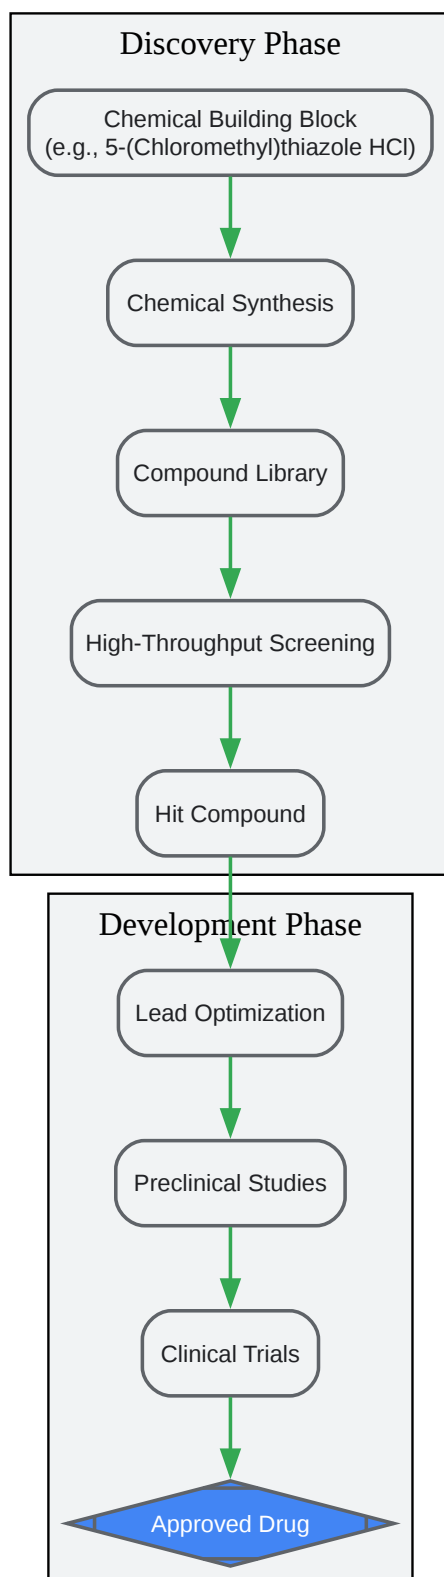 Discovery Phase
Chemical Building Block
(e.g., 5-(Chloromethyl)thiazole HCl)
Chemical Synthesis
Compound Library
High-Throughput Screening
Hit Compound
Development Phase
Lead Optimization
Preclinical Studies
Clinical Trials
Approved Drug